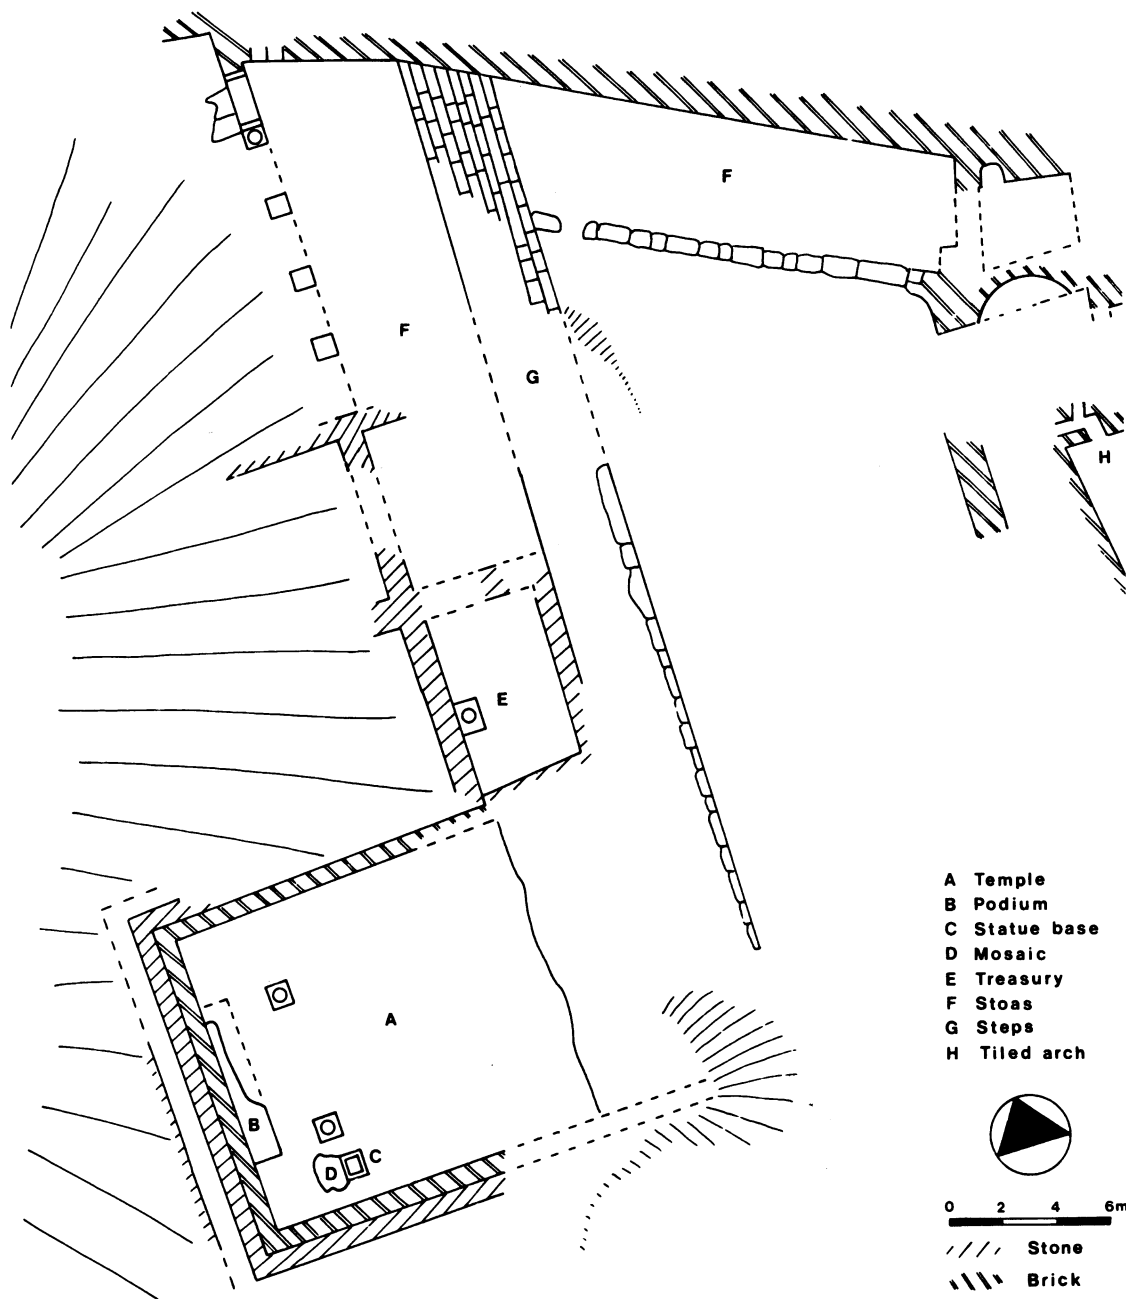 F
F
G
H
E
A
B
C
D
A Temple
B Podium
C Statue base
D Mosaic
E Treasury
F Stoas
G Steps
H Tiled arch
0 2 4 6m
Stone
Brick